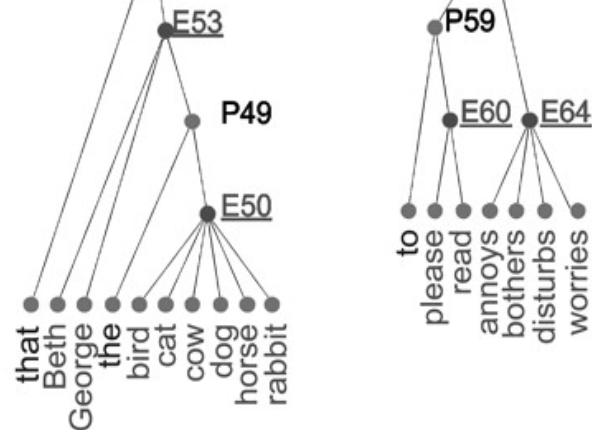 E53
P59
P49
E60
E64
E50
to
please
read
annoys
bothers
disturbs
worries
that
Beth
George
the
bird
cat
cow
dog
horse
rabbit